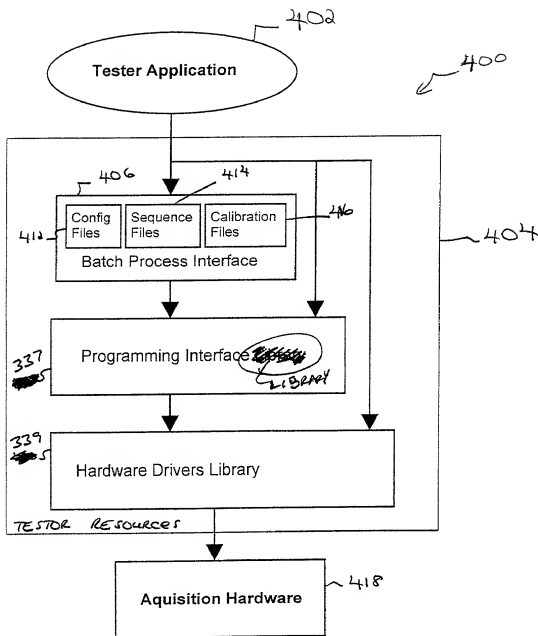 402
Tester Application
400
406
414
Config Files
Sequence Files
Calibration Files
416
412
Batch Process Interface
404
337
Programming Interface
LIBRARY
339
Hardware Drivers Library
TESTOR RESOURCES
Aquisition Hardware
418